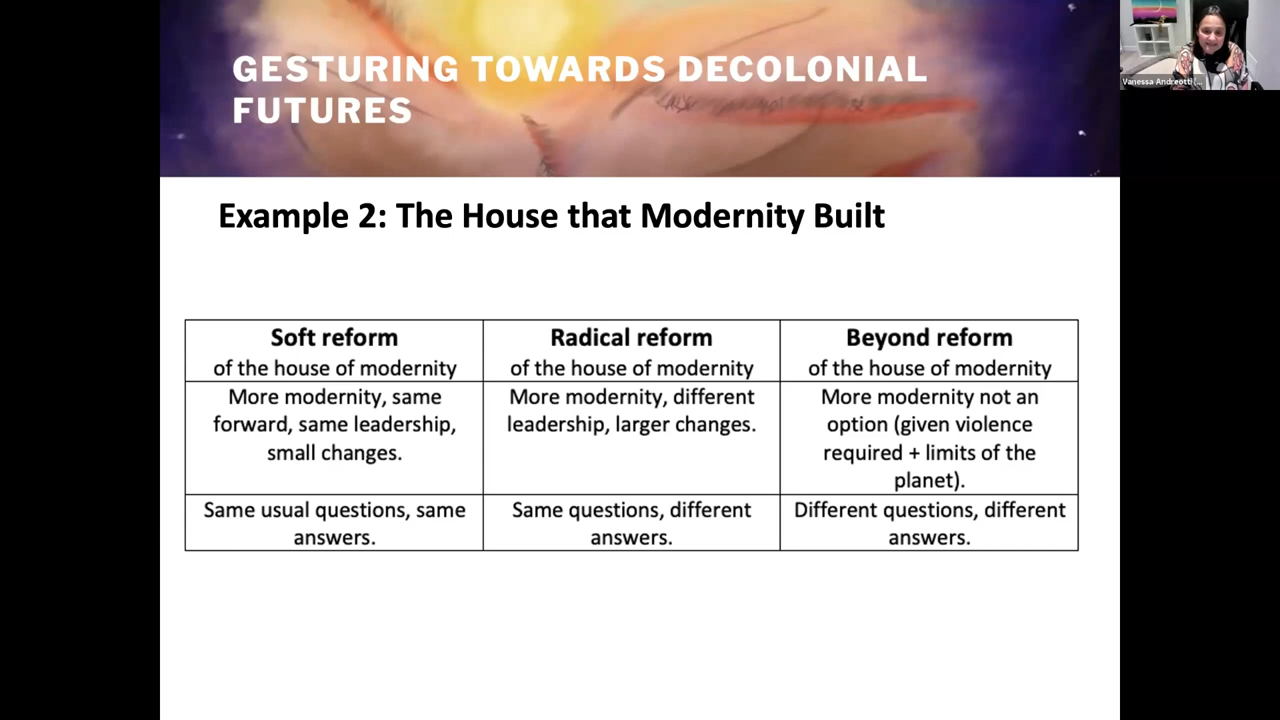 GESTURING TOWARDS DECOLONIAL
FUTURES
Vanessa Andreotti (...
Example 2: The House that Modernity Built
Soft reform
of the house of modernity
Radical reform
of the house of modernity
Beyond reform
of the house of modernity
More modernity, same
forward, same leadership,
small changes.
More modernity, different
leadership, larger changes.
More modernity not an
option (given violence
required + limits of the
planet).
Same usual questions, same
answers.
Same questions, different
answers.
Different questions, different
answers.